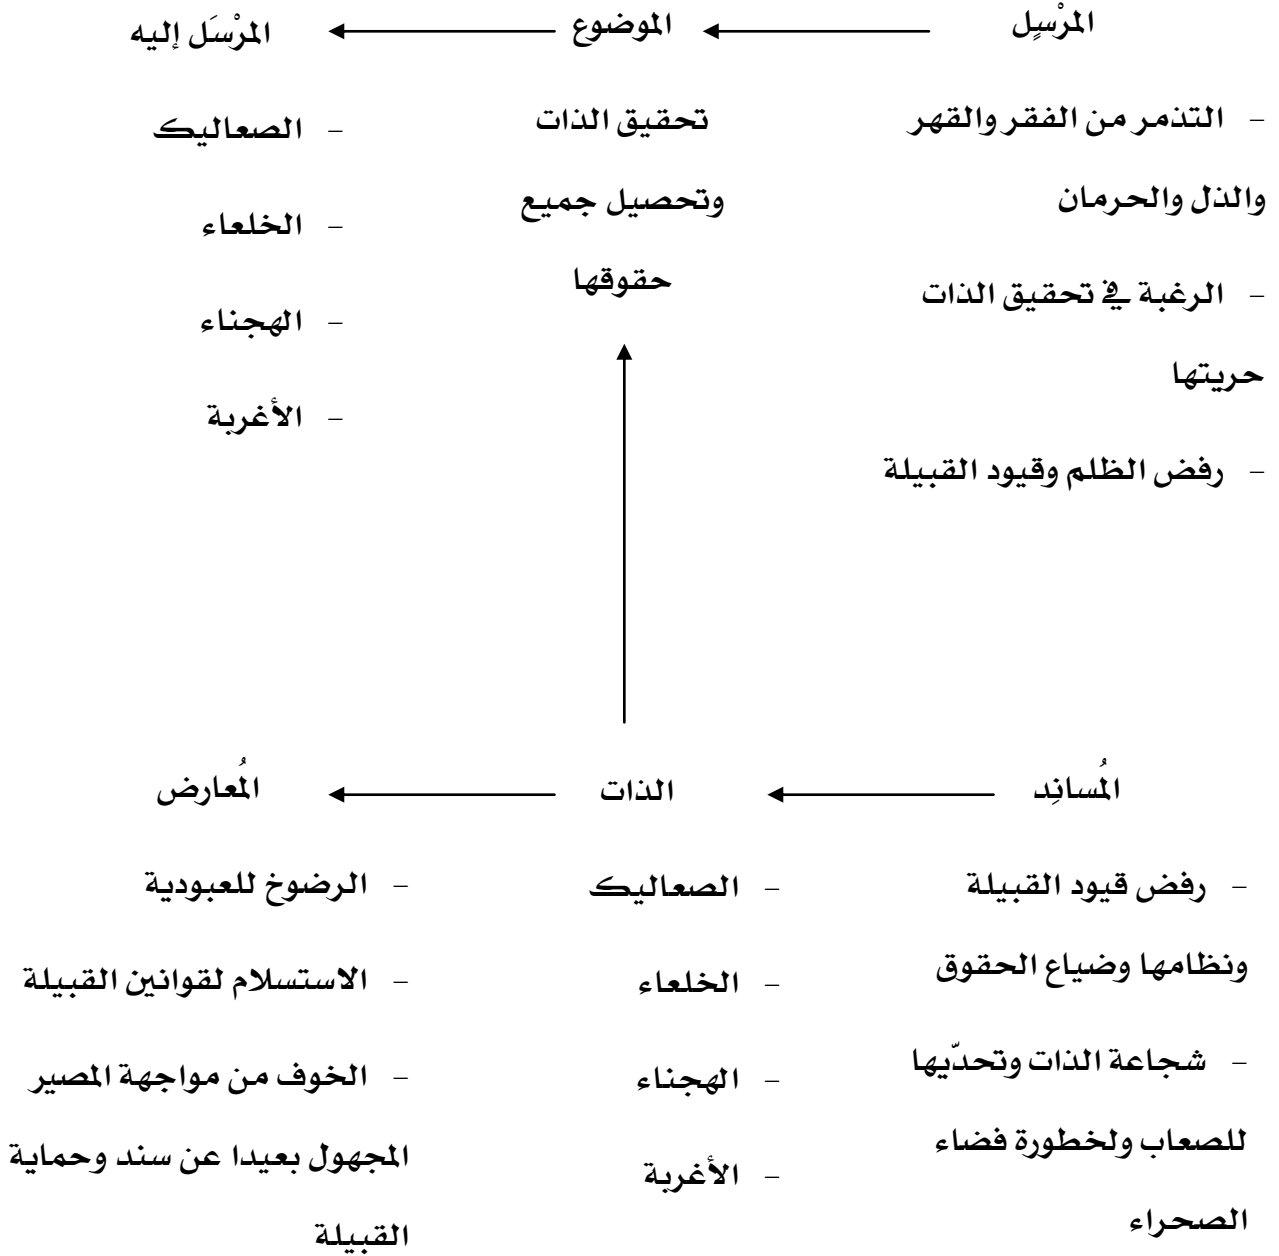 المرْسِل
الموضوع
المرْسَل إليه
- التذمر من الفقر والقهر
والذل والحرمان
- الرغبة في تحقيق الذات
حريتها
- رفض الظلم وقيود القبيلة
تحقيق الذات
وتحصيل جميع
حقوقها
- الصعاليك
- الخلعاء
- الهجناء
- الأغربة
المُساند
الذات
المُعارض
- رفض قيود القبيلة
ونظامها وضياع الحقوق
- شجاعة الذات وتحدّيها
للصعاب ولخطورة فضاء
الصحراء
- الصعاليك
- الخلعاء
- الهجناء
- الأغربة
- الرضوخ للعبودية
- الاستسلام لقوانين القبيلة
- الخوف من مواجهة المصير
المجهول بعيدا عن سند وحماية
القبيلة